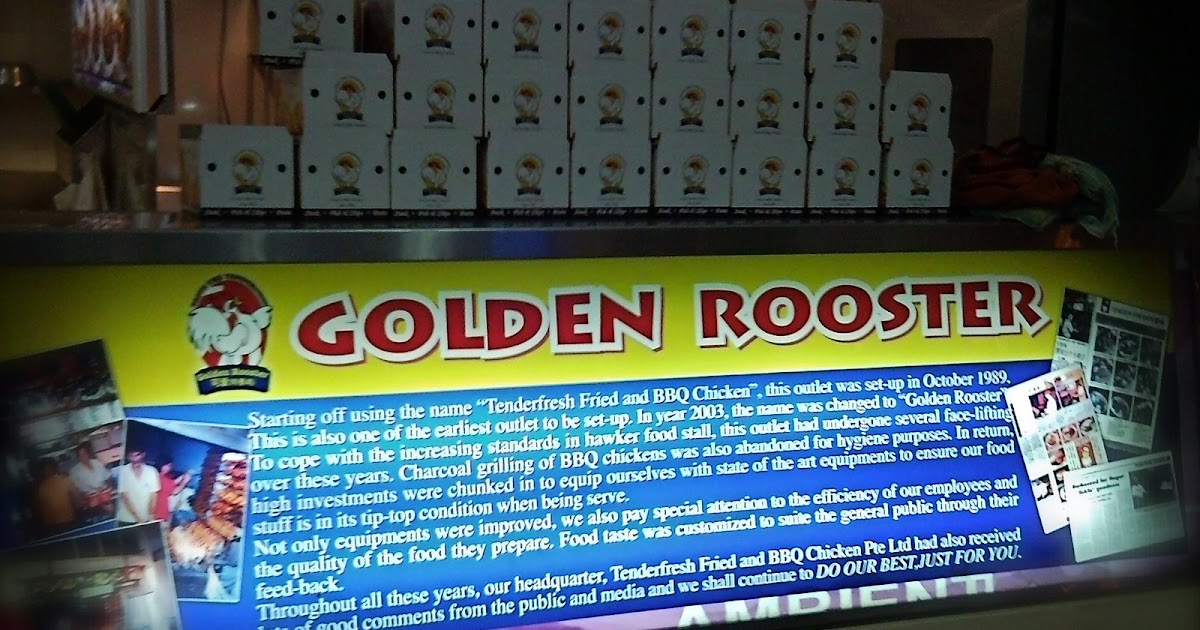 GOLDEN ROOSTER
Starting off using the name "Tenderfresh Fried and BBQ Chicken", this outlet was set-up in October 1989.
This is also one of the earliest outlet to be set-up. In year 2003, the name was changed to "Golden Rooster"
To cope with the increasing standards in hawker food stall, this outlet had undergone several face-lifting
over these years. Charcoal grilling of BBQ chickens was also abandoned for hygiene purposes. In return,
high investments were chunked in to equip ourselves with state of the art equipments to ensure our food
stuff is in its tip-top condition when being serve.
Not only equipments were improved, we also pay special attention to the efficiency of our employees and
the quality of the food they prepare. Food taste was customized to suite the general public through their
feed-back.
Throughout all these years, our headquarter, Tenderfresh Fried and BBQ Chicken Pte Ltd had also received
lots of good comments from the public and media and we shall continue to DO OUR BEST,JUST FOR YOU.